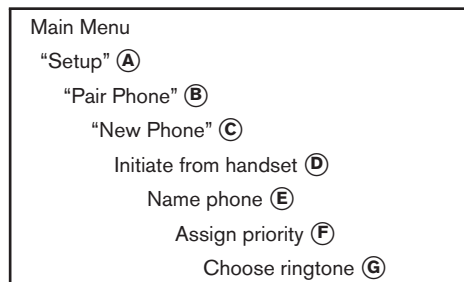 Main Menu
“Setup” Ⓐ
“Pair Phone” Ⓑ
“New Phone” Ⓒ
Initiate from handset Ⓓ
Name phone Ⓔ
Assign priority Ⓕ
Choose ringtone Ⓖ